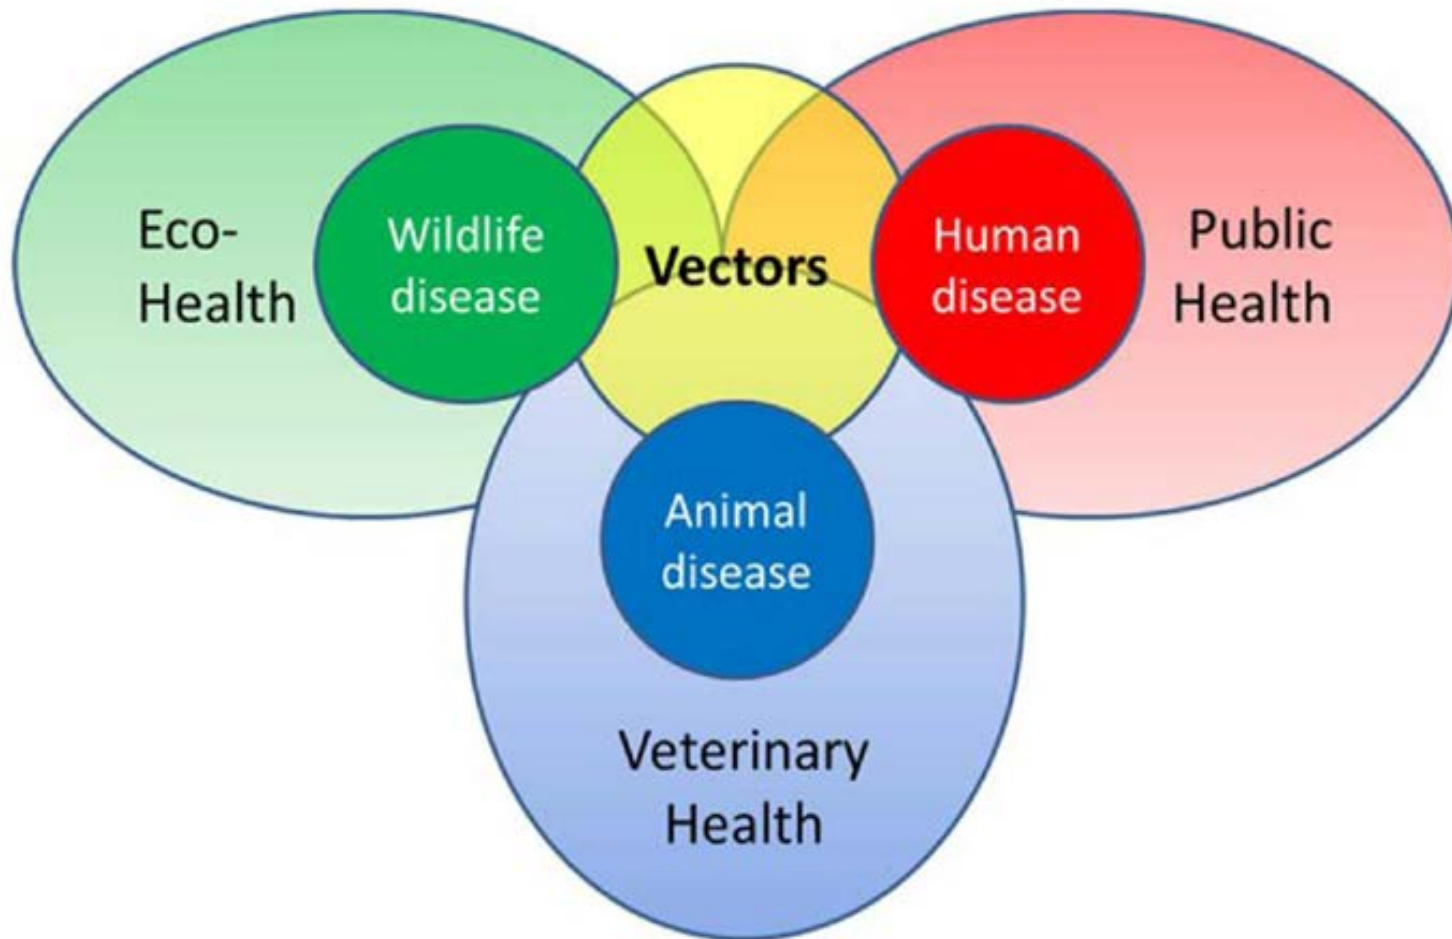 Eco-
Health
Wildlife
disease
Vectors
Human
disease
Public
Health
Animal
disease
Veterinary
Health